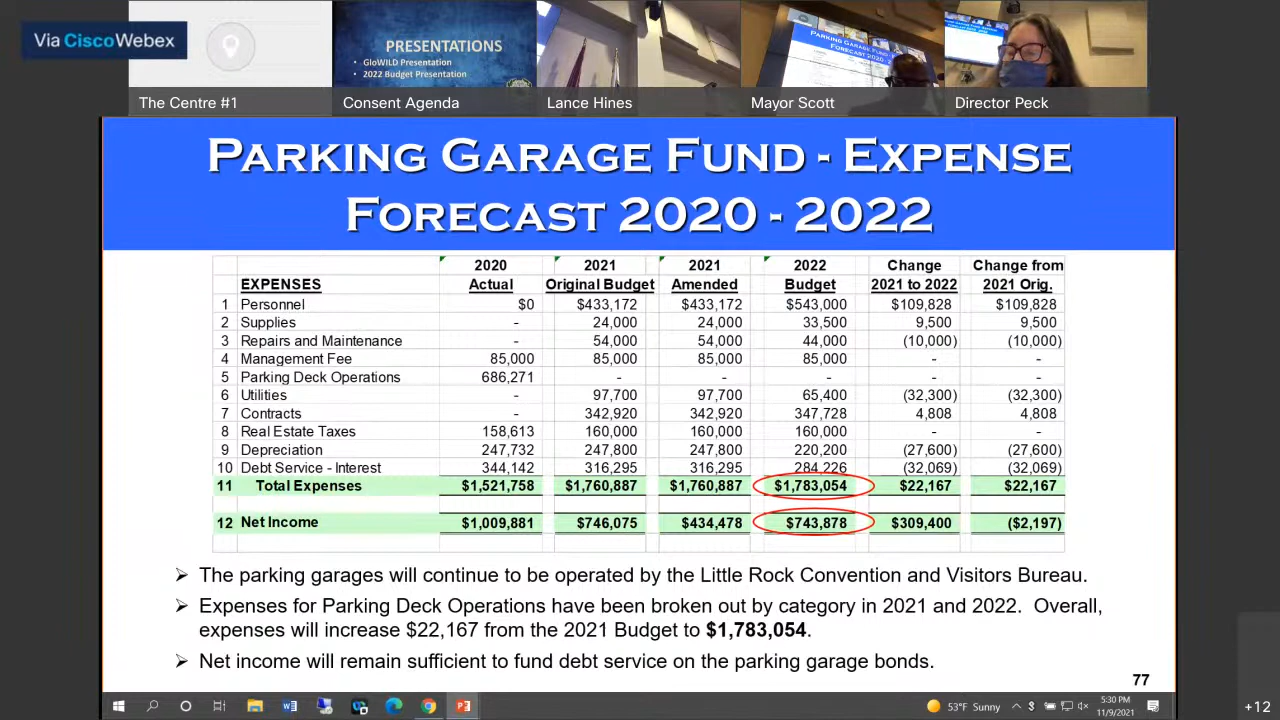 Via CiscoWebex
PRESENTATIONS
• GloWILD Presentation
• 2022 Budget Presentation
PARKING GARAGE FUND -
FORECAST 2020 -
The Centre #1
Consent Agenda
Lance Hines
Mayor Scott
Director Peck
PARKING GARAGE FUND - EXPENSE
FORECAST 2020 - 2022
2020 2021 2021 2022 Change Change from
EXPENSES Actual Original Budget Amended Budget 2021 to 2022 2021 Orig.
1 Personnel $0 $433,172 $433,172 $543,000 $109,828 $109,828
2 Supplies - 24,000 24,000 33,500 9,500 9,500
3 Repairs and Maintenance - 54,000 54,000 44,000 (10,000) (10,000)
4 Management Fee 85,000 85,000 85,000 85,000 - -
5 Parking Deck Operations 686,271 - - - - -
6 Utilities - 97,700 97,700 65,400 (32,300) (32,300)
7 Contracts - 342,920 342,920 347,728 4,808 4,808
8 Real Estate Taxes 158,613 160,000 160,000 160,000 - -
9 Depreciation 247,732 247,800 247,800 220,200 (27,600) (27,600)
10 Debt Service - Interest 344,142 316,295 316,295 284,226 (32,069) (32,069)
11 Total Expenses $1,521,758 $1,760,887 $1,760,887 $1,783,054 $22,167 $22,167
12 Net Income $1,009,881 $746,075 $434,478 $743,878 $309,400 ($2,197)
➢ The parking garages will continue to be operated by the Little Rock Convention and Visitors Bureau.
➢ Expenses for Parking Deck Operations have been broken out by category in 2021 and 2022. Overall,
expenses will increase $22,167 from the 2021 Budget to $1,783,054.
➢ Net income will remain sufficient to fund debt service on the parking garage bonds.
77
53°F Sunny
5:30 PM
11/9/2021
+12